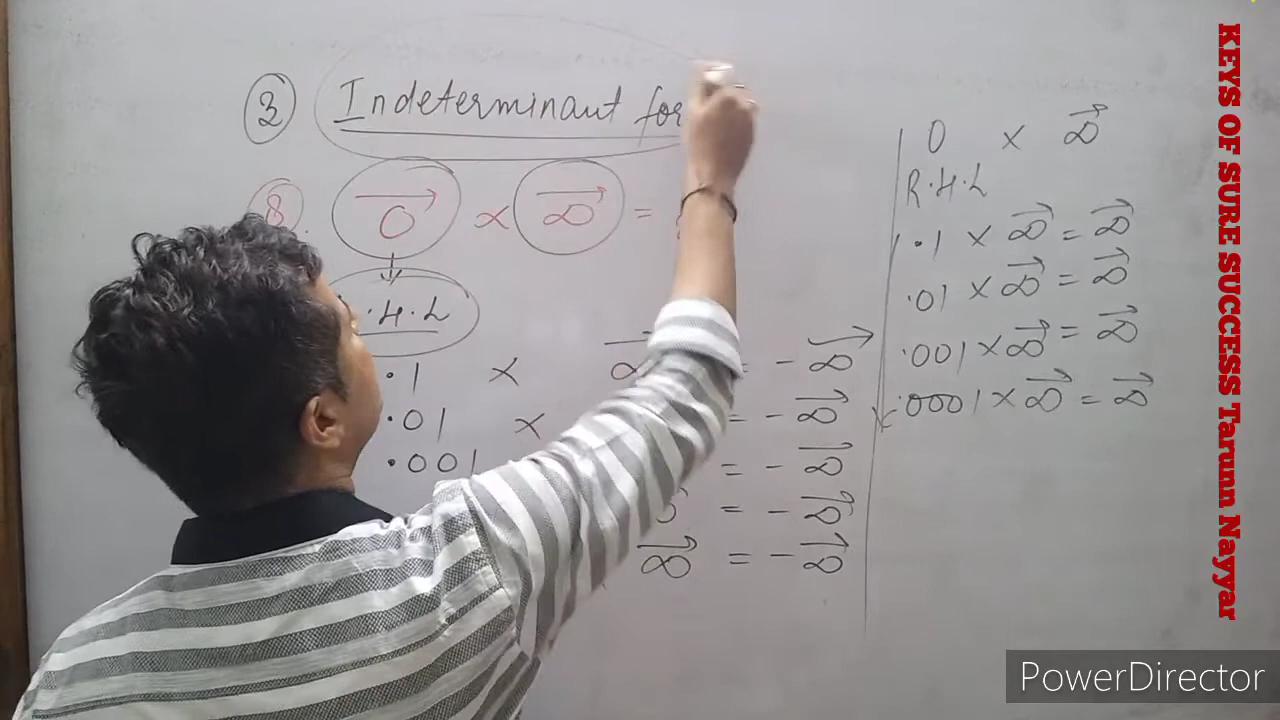 3 Indeterminant for
8. 0 × ∞ =
.H.L
.1 × ∞ = - ∞
.01 × = - ∞
.001 = - ∞
= - ∞
∞ = - ∞
0 × ∞
R.H.L
.1 × ∞ = ∞
.01 × ∞ = ∞
.001 × ∞ = ∞
.0001 × ∞ = ∞
KEYS OF SURE SUCCESS Tarunn Nayyar
PowerDirector